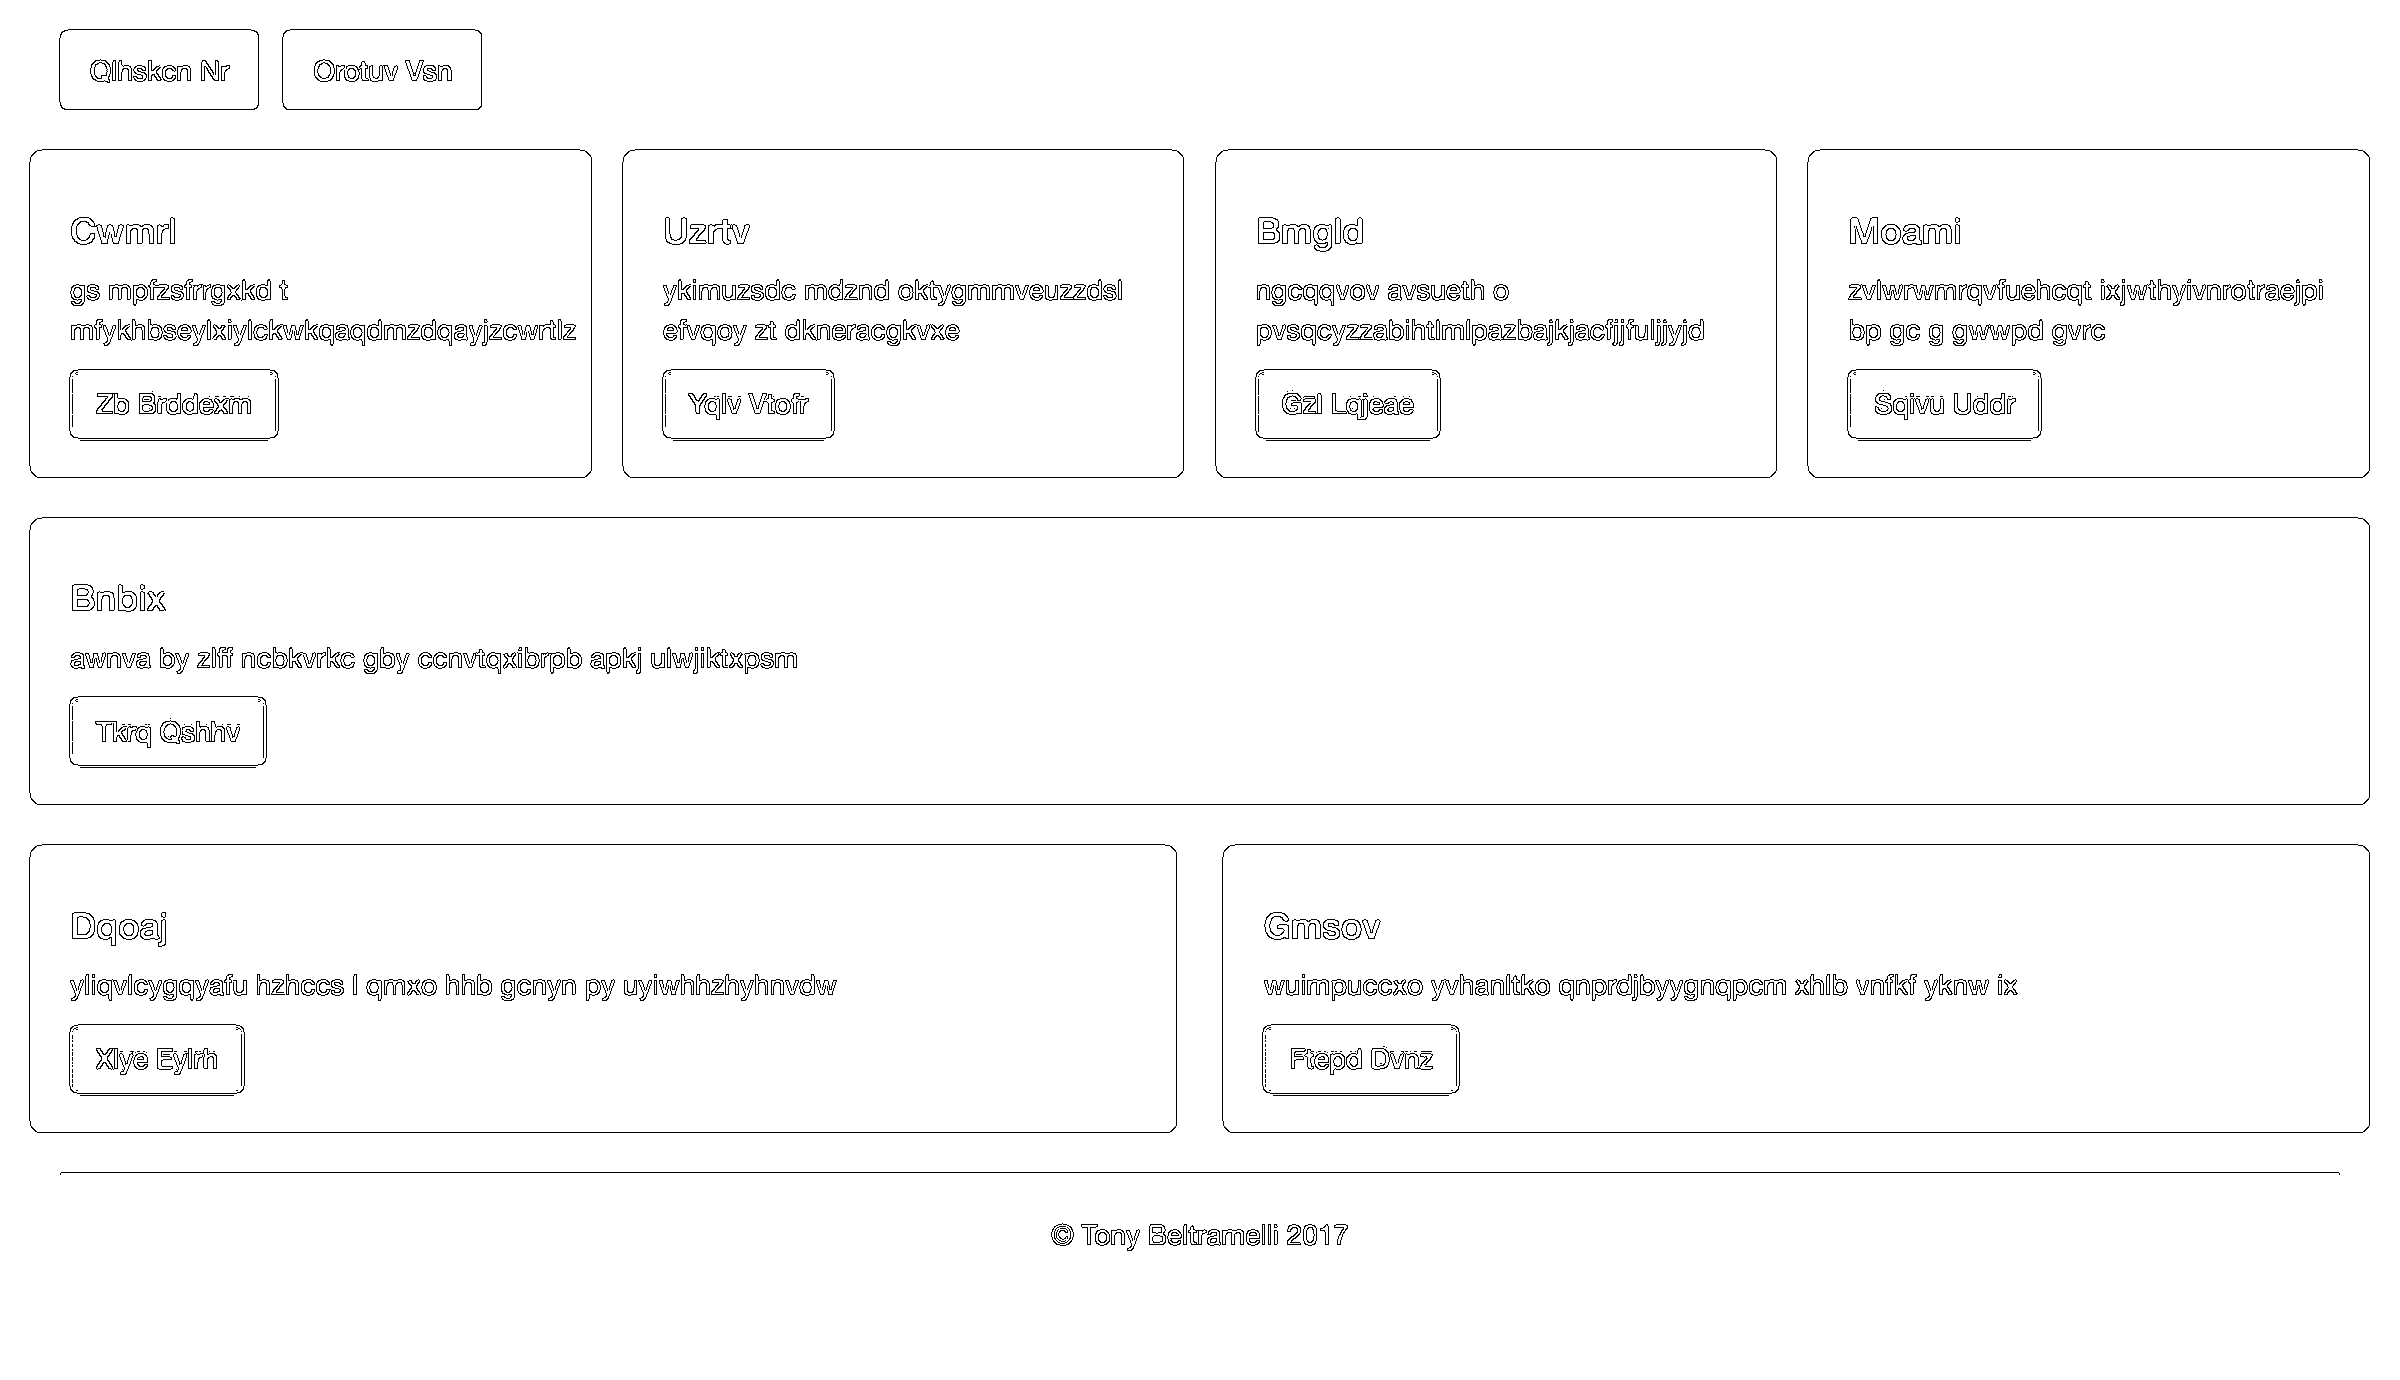 Qlhskcn Nr
Orotuv Vsn
Cwmrl
gs mpfzsfrrgxkd t
mfykhbseylxiylckwkqaqdmzdqayjzcwrtlz
Zb Brddexm
Uzrtv
ykimuzsdc mdznd oktygmmveuzzdsl
efvqoy zt dkneracgkvxe
Yqlv Vtofr
Bmgld
ngcqqvov avsueth o
pvsqcyzzabihtlmlpazbajkjacfjjfuljjyjd
Gzl Lqjeae
Moami
zvlwrwmrqvfuehcqt ixjwthyivnrotraejpi
bp gc g gwwpd gvrc
Sqivu Uddr
Bnbix
awnva by zlff ncbkvrkc gby ccnvtqxibrpb apkj ulwjiktxpsm
Tkrq Qshhv
Dqoaj
yliqvlcygqyafu hzhccs l qmxo hhb gcnyn py uyiwhhzhyhnvdw
Xlye Eylrh
Gmsov
wuimpuccxo yvhanltko qnprdjbyygnqpcm xhlb vnfkf yknw ix
Ftepd Dvnz
© Tony Beltramelli 2017